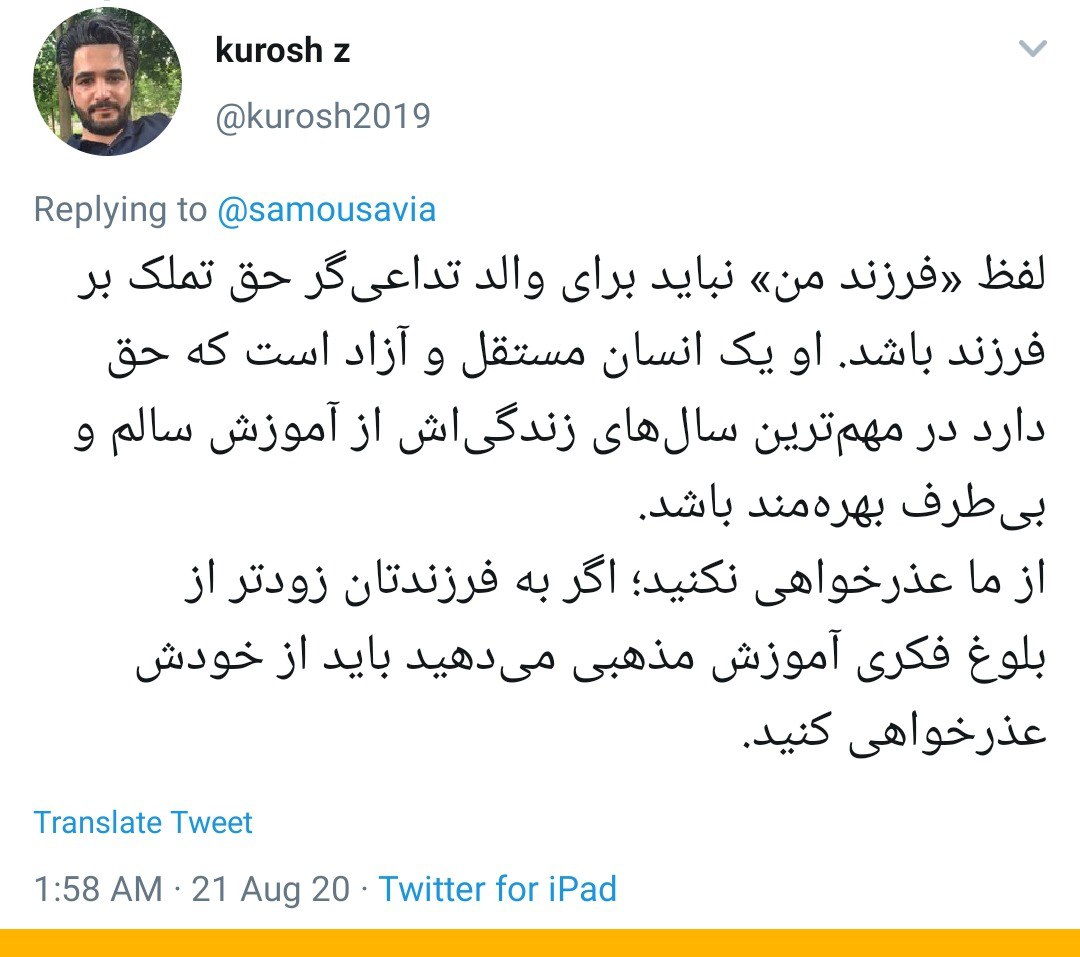 kurosh z
@kurosh2019
Replying to @samousavia
لفظ «فرزند من» نباید برای والد تداعی‌گر حق تملک بر
فرزند باشد. او یک انسان مستقل و آزاد است که حق
دارد در مهم‌ترین سال‌های زندگی‌اش از آموزش سالم و
بی‌طرف بهره‌مند باشد.
از ما عذرخواهی نکنید؛ اگر به فرزندتان زودتر از
بلوغ فکری آموزش مذهبی می‌دهید باید از خودش
عذرخواهی کنید.
Translate Tweet
1:58 AM · 21 Aug 20 · Twitter for iPad